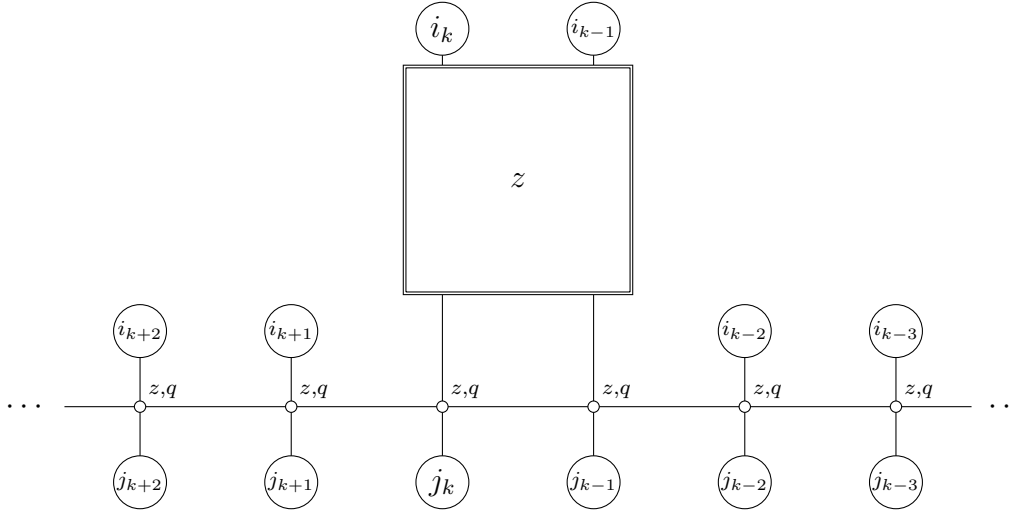 i_k i_{k−1}
z
i_{k+2} i_{k+1} i_{k−2} i_{k−3}
z,q z,q z,q z,q z,q z,q
··· ··
j_{k+2} j_{k+1} j_k j_{k−1} j_{k−2} j_{k−3}